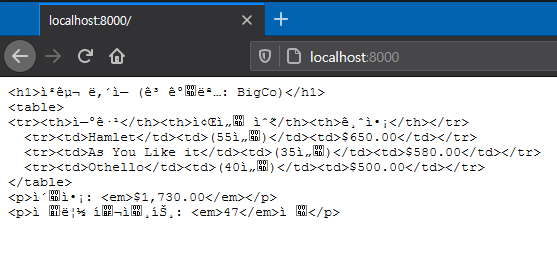 localhost:8000/
localhost:8000
<h1>ì²êµ¬ ë‚´ì— (ê³ ê°ëª…: BigCo)</h1>
<table>
<tr><th>ì—°ê·¹</th><th>ì¢Œì„ ìˆ˜</th><th>ê¸ˆì•¡</th></tr>
<tr><td>Hamlet</td><td>(55ì„)</td><td>$650.00</td></tr>
<tr><td>As You Like it</td><td>(35ì„)</td><td>$580.00</td></tr>
<tr><td>Othello</td><td>(40ì„)</td><td>$500.00</td></tr>
</table>
<p>ì´ì•¡: <em>$1,730.00</em></p>
<p>ì ë¦½ í¬ì¸íŠ¸: <em>47</em>ì </p>